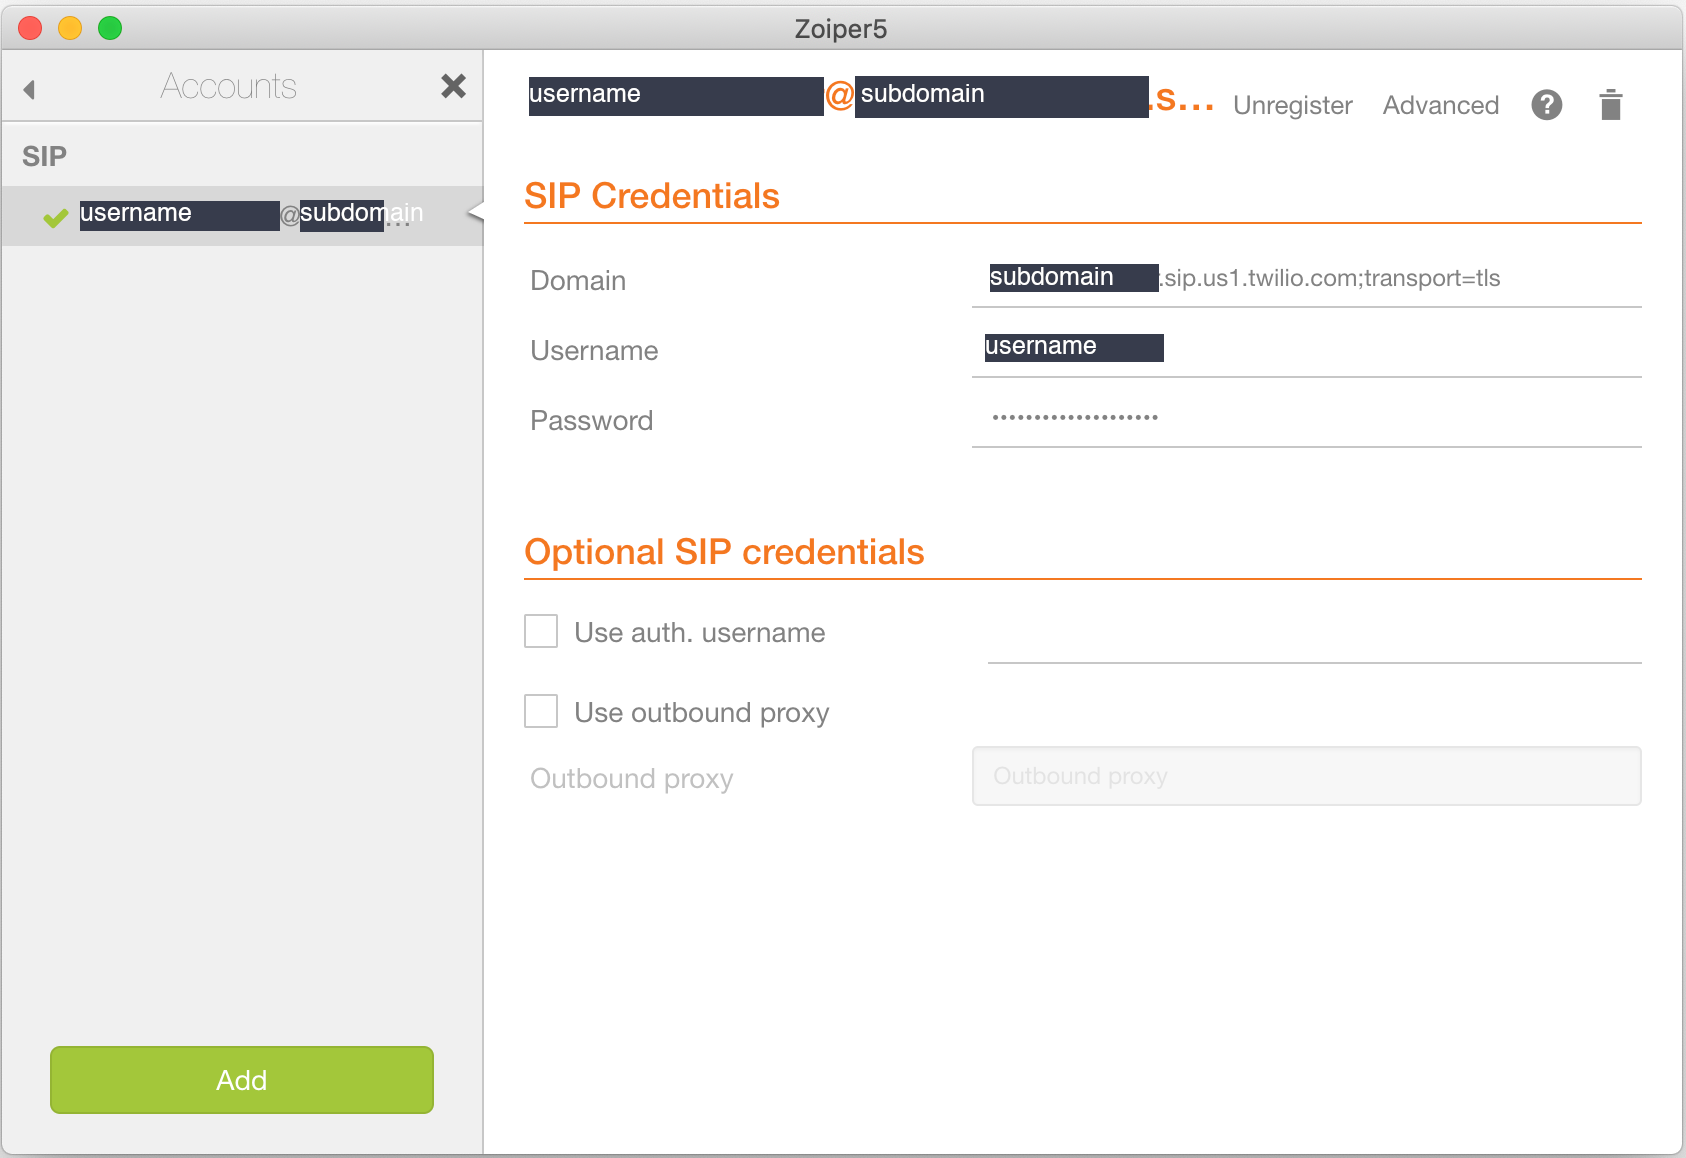 Zoiper5
Accounts
SIP
username@subdomain...
username@subdomain.s... Unregister Advanced ?
SIP Credentials
Domain subdomain.sip.us1.twilio.com;transport=tls
Username username
Password ••••••••••••••••••••
Optional SIP credentials
Use auth. username
Use outbound proxy
Outbound proxy Outbound proxy
Add